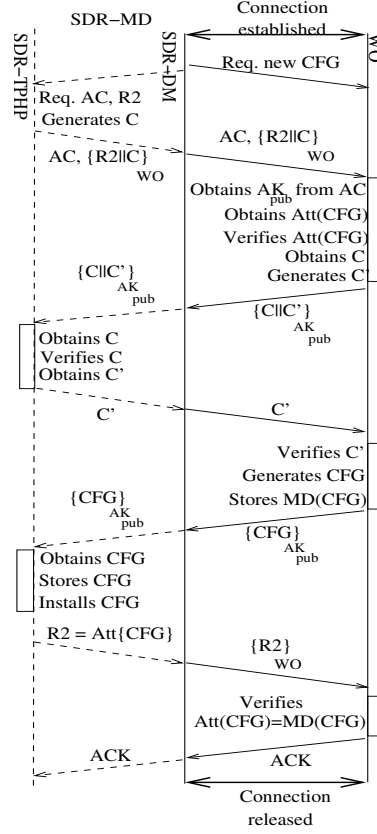 Connection
established
SDR−MD
SDR−TPHP
SDR−DM
WO
Req. new CFG
Req. AC, R2
Generates C
AC, {R2||C}
WO
AC, {R2||C}
WO
Obtains AK
pub
from AC
Obtains Att(CFG)
Verifies Att(CFG)
Obtains C
Generates C'
{C||C'}
AK
pub
{C||C'}
AK
pub
Obtains C
Verifies C
Obtains C'
C'
C'
Verifies C'
Generates CFG
Stores MD(CFG)
{CFG}
AK
pub
{CFG}
AK
pub
Obtains CFG
Stores CFG
Installs CFG
R2 = Att{CFG}
{R2}
WO
Verifies
Att(CFG)=MD(CFG)
ACK
ACK
Connection
released